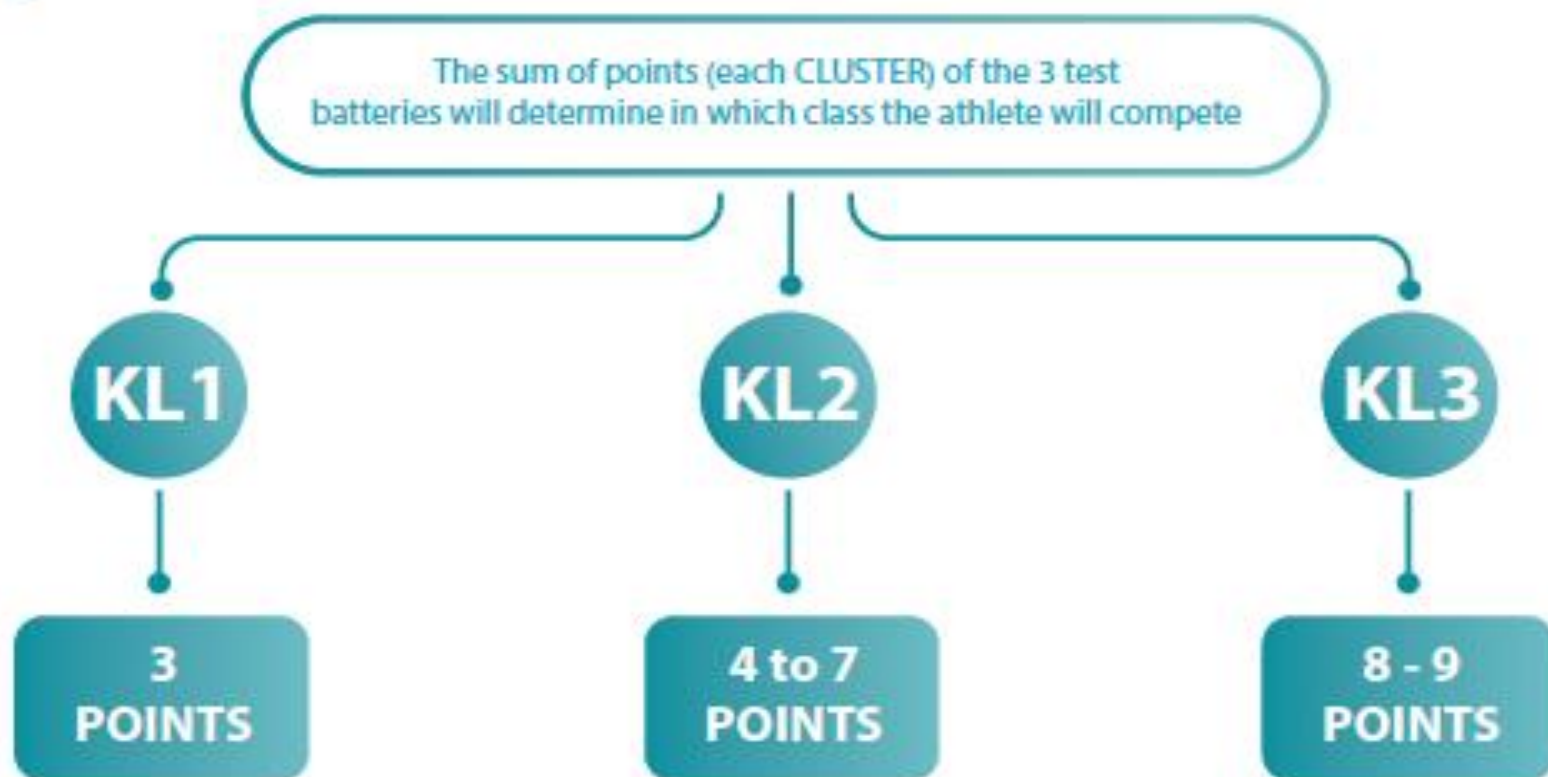 The sum of points (each CLUSTER) of the 3 test
batteries will determine in which class the athlete will compete
KL1
KL2
KL3
3
POINTS
4 to 7
POINTS
8 - 9
POINTS